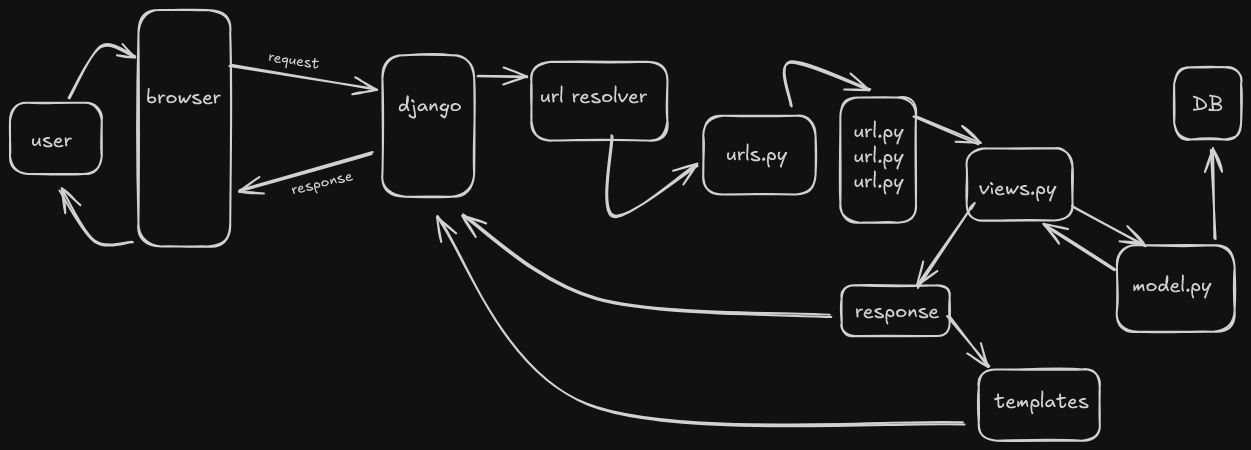 user
browser
request
response
django
url resolver
urls.py
url.py
url.py
url.py
views.py
DB
model.py
response
templates